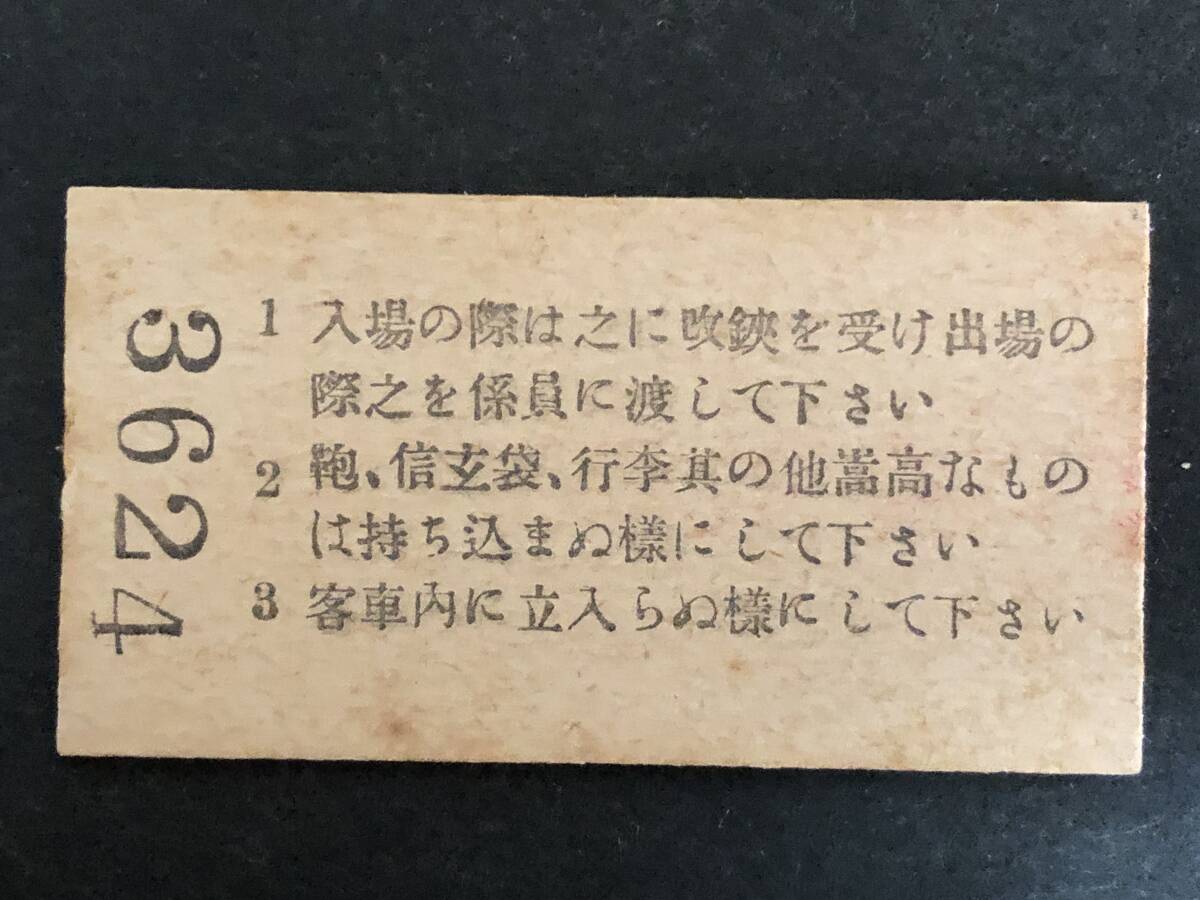 3624
1 入場の際は之に改鋏を受け出場の
際之を係員に渡して下さい
2 鞄、信玄袋、行李其の他嵩高なもの
は持ち込まぬ樣にして下さい
3 客車內に立入らぬ樣にして下さい